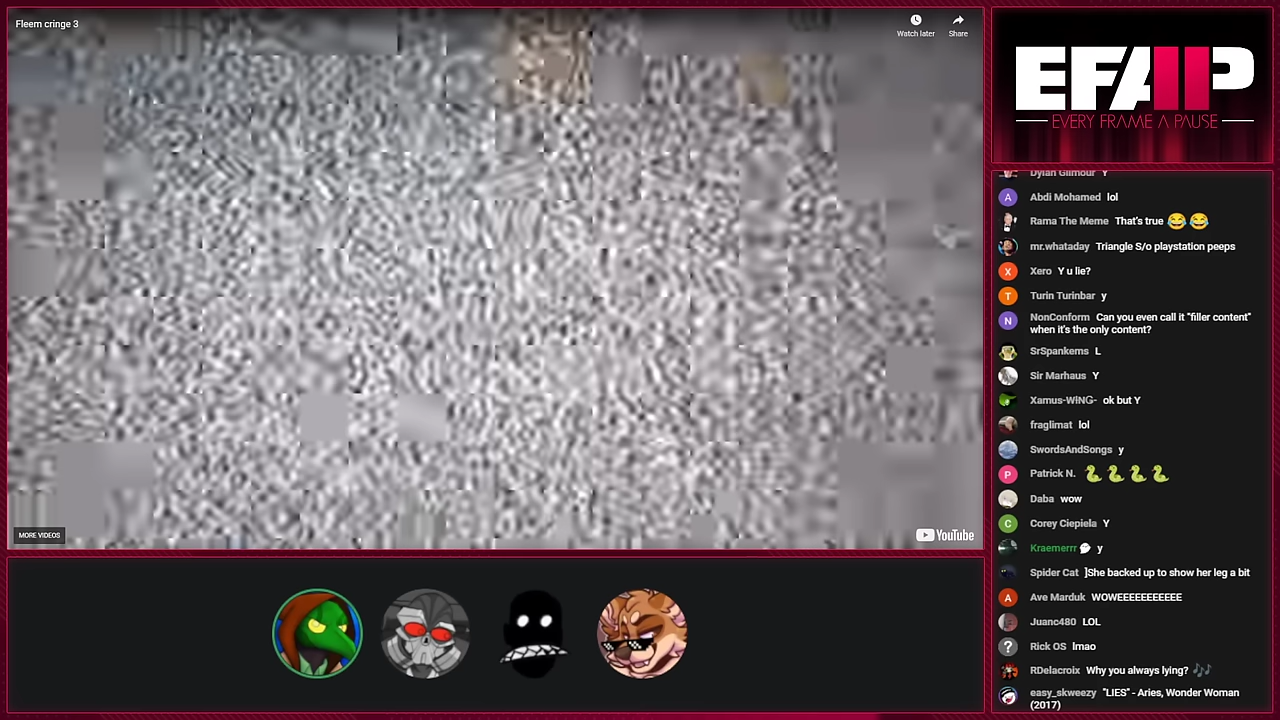 Fleem cringe 3
Watch later
Share
MORE VIDEOS
YouTube
EFAP
EVERY FRAME A PAUSE
Dylan Gilmour Y
A Abdi Mohamed lol
Rama The Meme That's true 😂 😂
mr.whataday Triangle S/o playstation peeps
X Xero Y u lie?
T Turin Turinbar y
N NonConform Can you even call it "filler content"
when it's the only content?
SrSpankems L
Sir Marhaus Y
Xamus-WING- ok but Y
fraglimat lol
SwordsAndSongs y
P Patrick N. 🐍 🐍 🐍 🐍
Daba wow
C Corey Ciepiela Y
Kraemerrr y
Spider Cat ]She backed up to show her leg a bit
A Ave Marduk WOWEEEEEEEEEEE
Juanc480 LOL
? Rick OS lmao
RDelacroix Why you always lying? 🎶
easy_skweezy "LIES" - Aries, Wonder Woman
(2017)